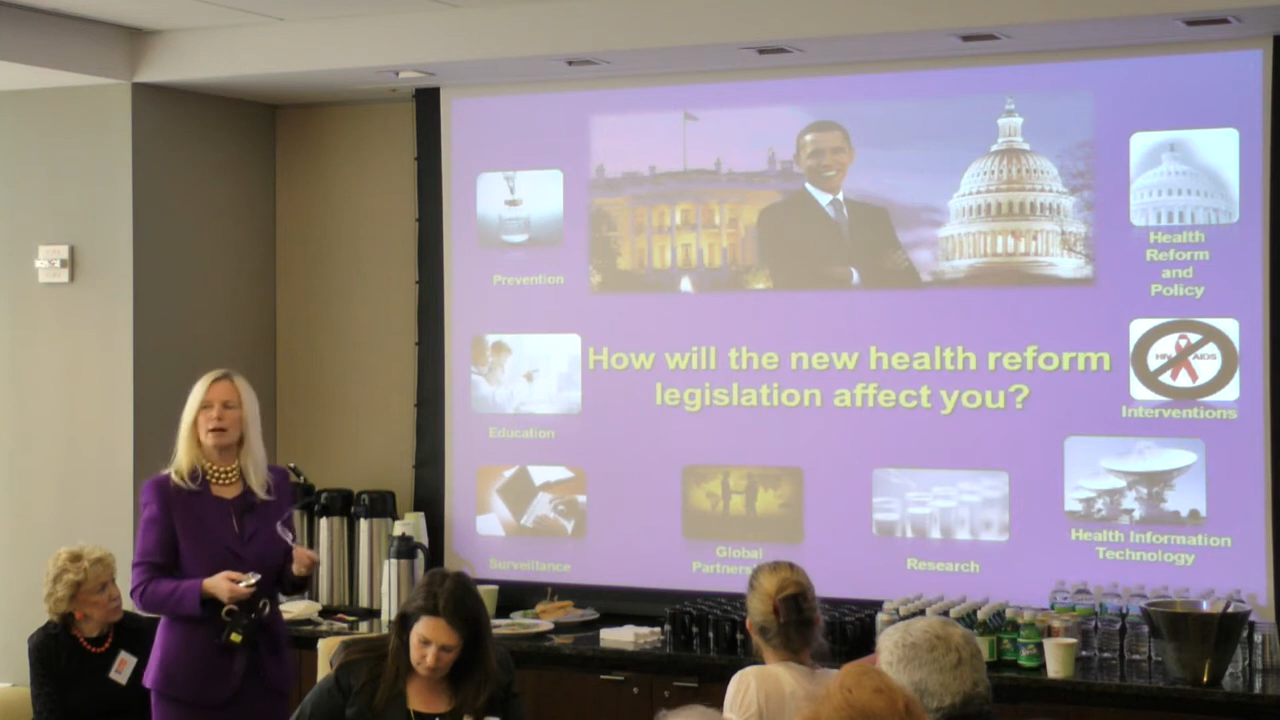 Prevention
Health
Reform
and
Policy
How will the new health reform
legislation affect you?
HIV AIDS
Interventions
Education
Surveillance
Global
Research
Health Information
Technology